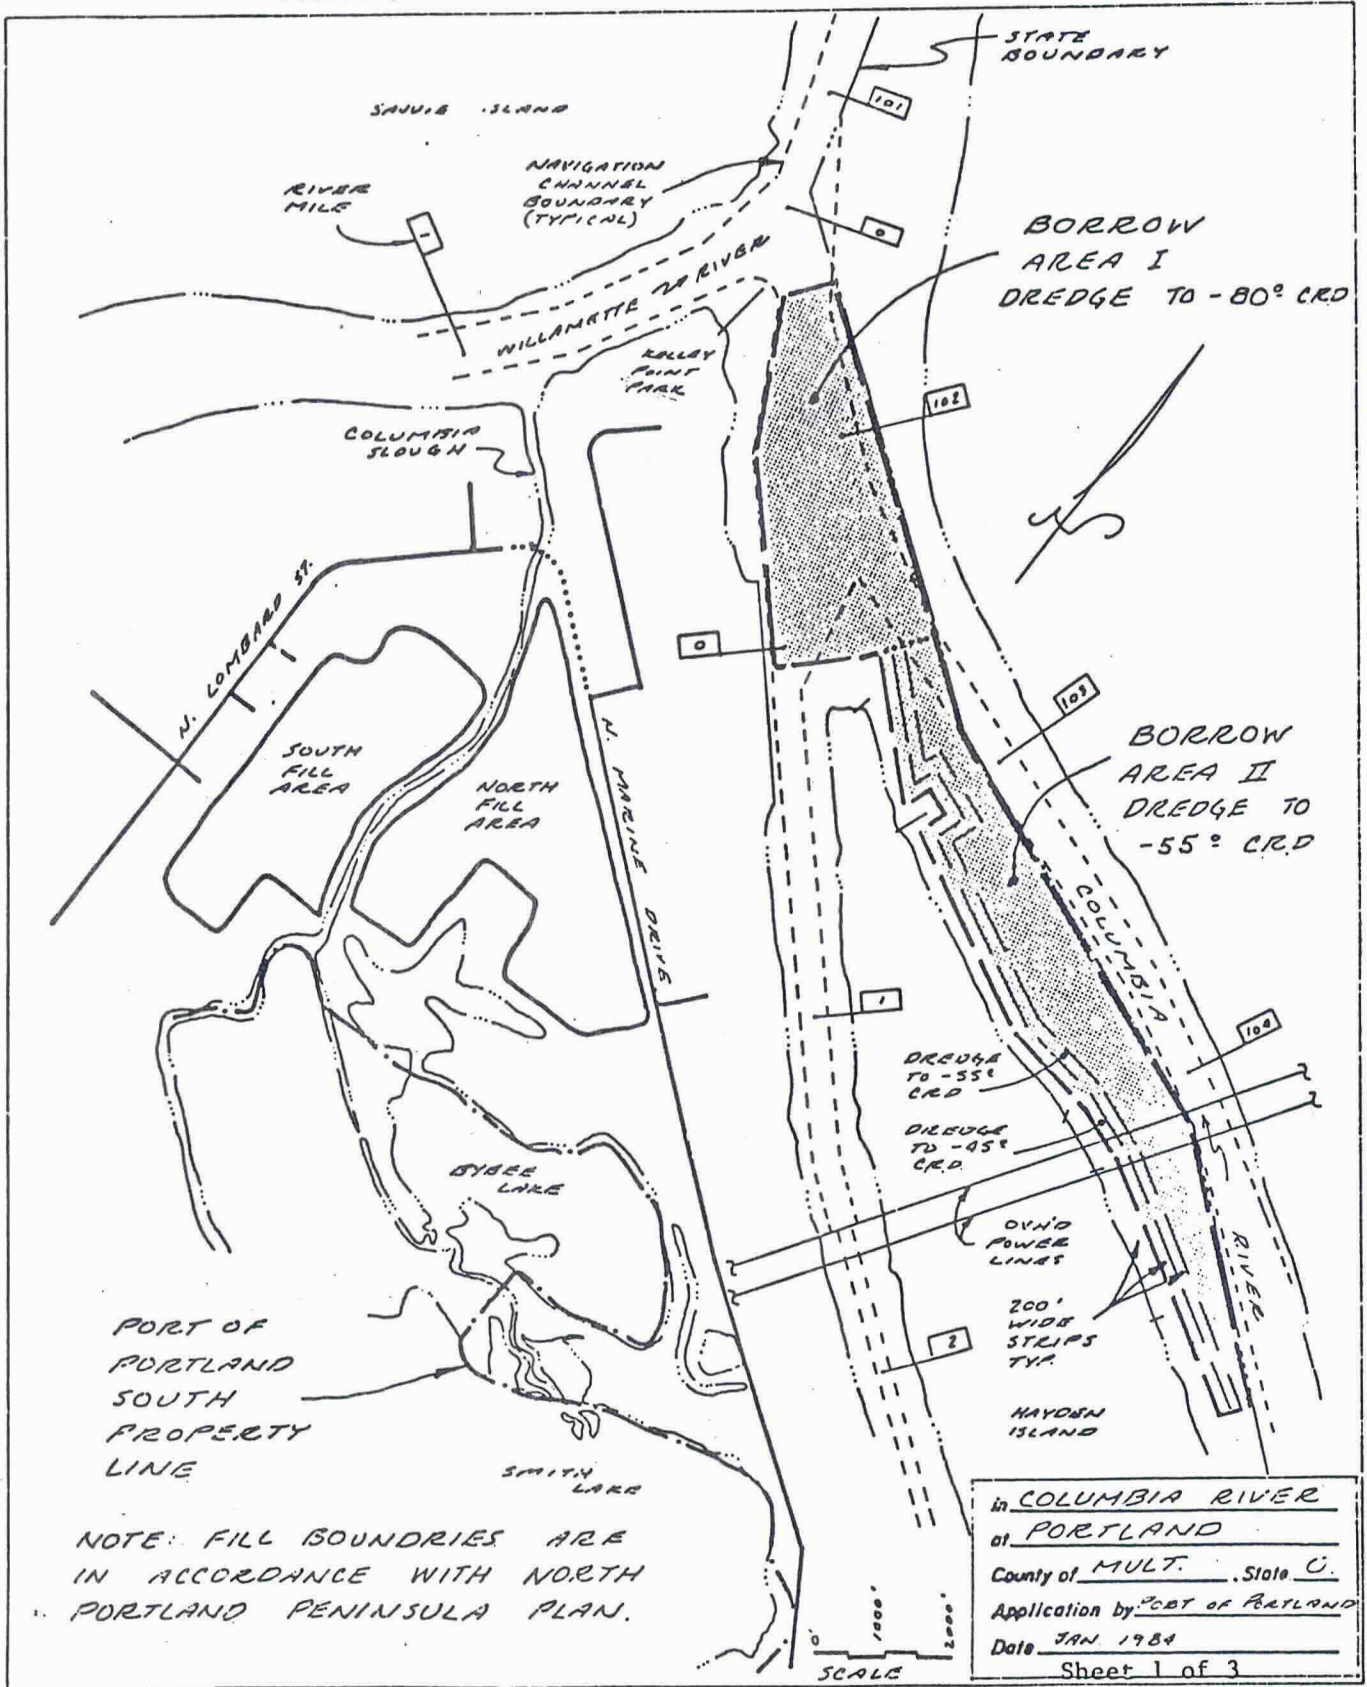 STATE
BOUNDARY
101
SAUVIE ISLAND
NAVIGATION
CHANNEL
BOUNDARY
(TYPICAL)
RIVER
MILE
1
0
BORROW
AREA I
DREDGE TO -80º CRD
WILLAMETTE RIVER
KELLEY
POINT
PARK
102
COLUMBIA
SLOUGH
N. LOMBARD ST.
0
103
SOUTH
FILL
AREA
NORTH
FILL
AREA
N. MARINE DRIVE
BORROW
AREA II
DREDGE TO
-55º CRD
COLUMBIA
RIVER
1
104
DREDGE
TO -55º
CRD
DREDGE
TO -45º
CRD
BYBEE
LAKE
OVH'D
POWER
LINES
200'
WIDE
STRIPS
TYP.
2
PORT OF
PORTLAND
SOUTH
PROPERTY
LINE
HAYDEN
ISLAND
SMITH
LAKE
NOTE: FILL BOUNDRIES ARE
IN ACCORDANCE WITH NORTH
PORTLAND PENINSULA PLAN.
0'
1000'
2000'
SCALE
in COLUMBIA RIVER
at PORTLAND
County of MULT. State O.
Application by PORT OF PORTLAND
Date JAN. 1984
Sheet 1 of 3